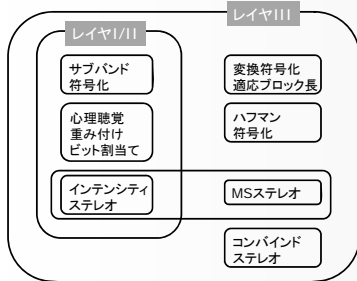 レイヤIII
レイヤI/II
サブバンド
符号化
変換符号化
適応ブロック長
心理聴覚
重み付け
ビット割当て
ハフマン
符号化
インテンシティ
ステレオ
MSステレオ
コンバインド
ステレオ